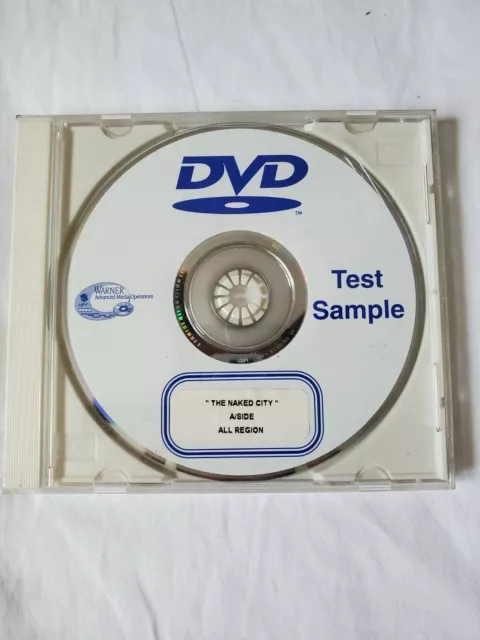 DVD
TM
WARNER
Advanced Media Operations
Test
Sample
" THE NAKED CITY "
A/SIDE
ALL REGION